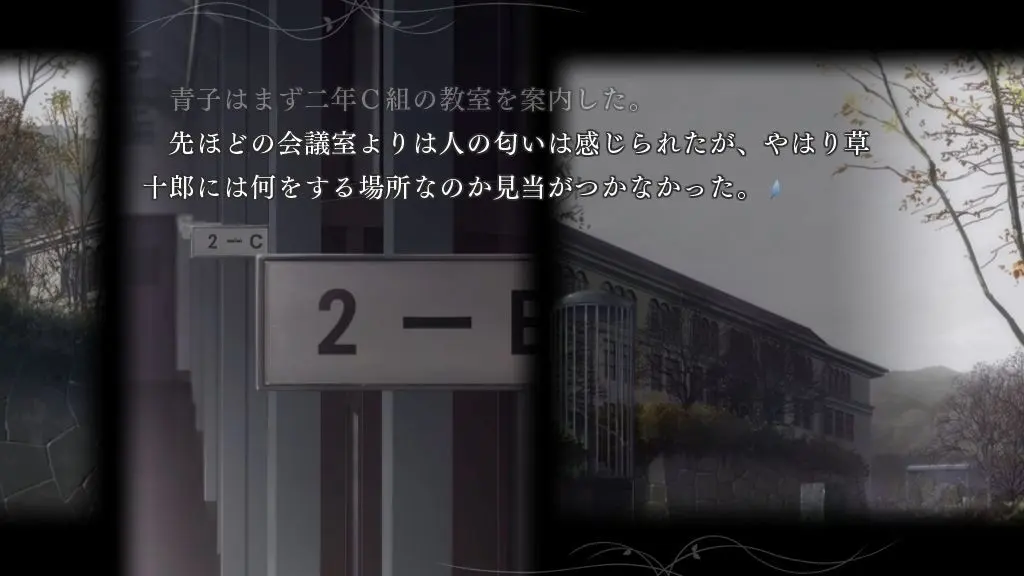 青子はまず二年Ｃ組の教室を案内した。
先ほどの会議室よりは人の匂いは感じられたが、やはり草
十郎には何をする場所なのか見当がつかなかった。
2 － C
2 － B